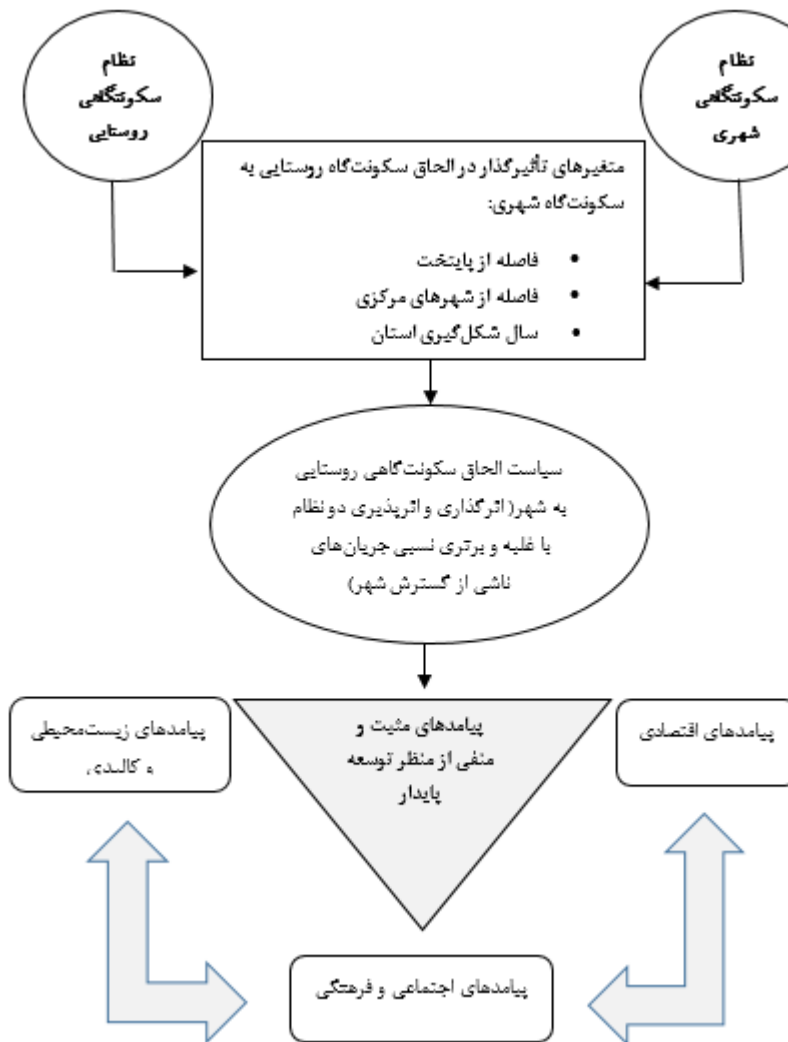 نظام
سکونتگاهی
شهری
نظام
سکونتگاهی
روستایی
متغیرهای تأثیرگذار در الحاق سکونت‌گاه روستایی به
سکونت‌گاه شهری:
• فاصله از پایتخت
• فاصله از شهرهای مرکزی
• سال شکل‌گیری استان
سیاست الحاق سکونت‌گاهی روستایی
به شهر( اثرگذاری و اثرپذیری دو نظام
با غلبه و برتری نسبی جریان‌های
ناشی از گسترش شهر)
پیامدهای اقتصادی
پیامدهای مثبت و
منفی از منظر توسعه
پایدار
پیامدهای زیست‌محیطی
و کالبدی
پیامدهای اجتماعی و فرهنگی